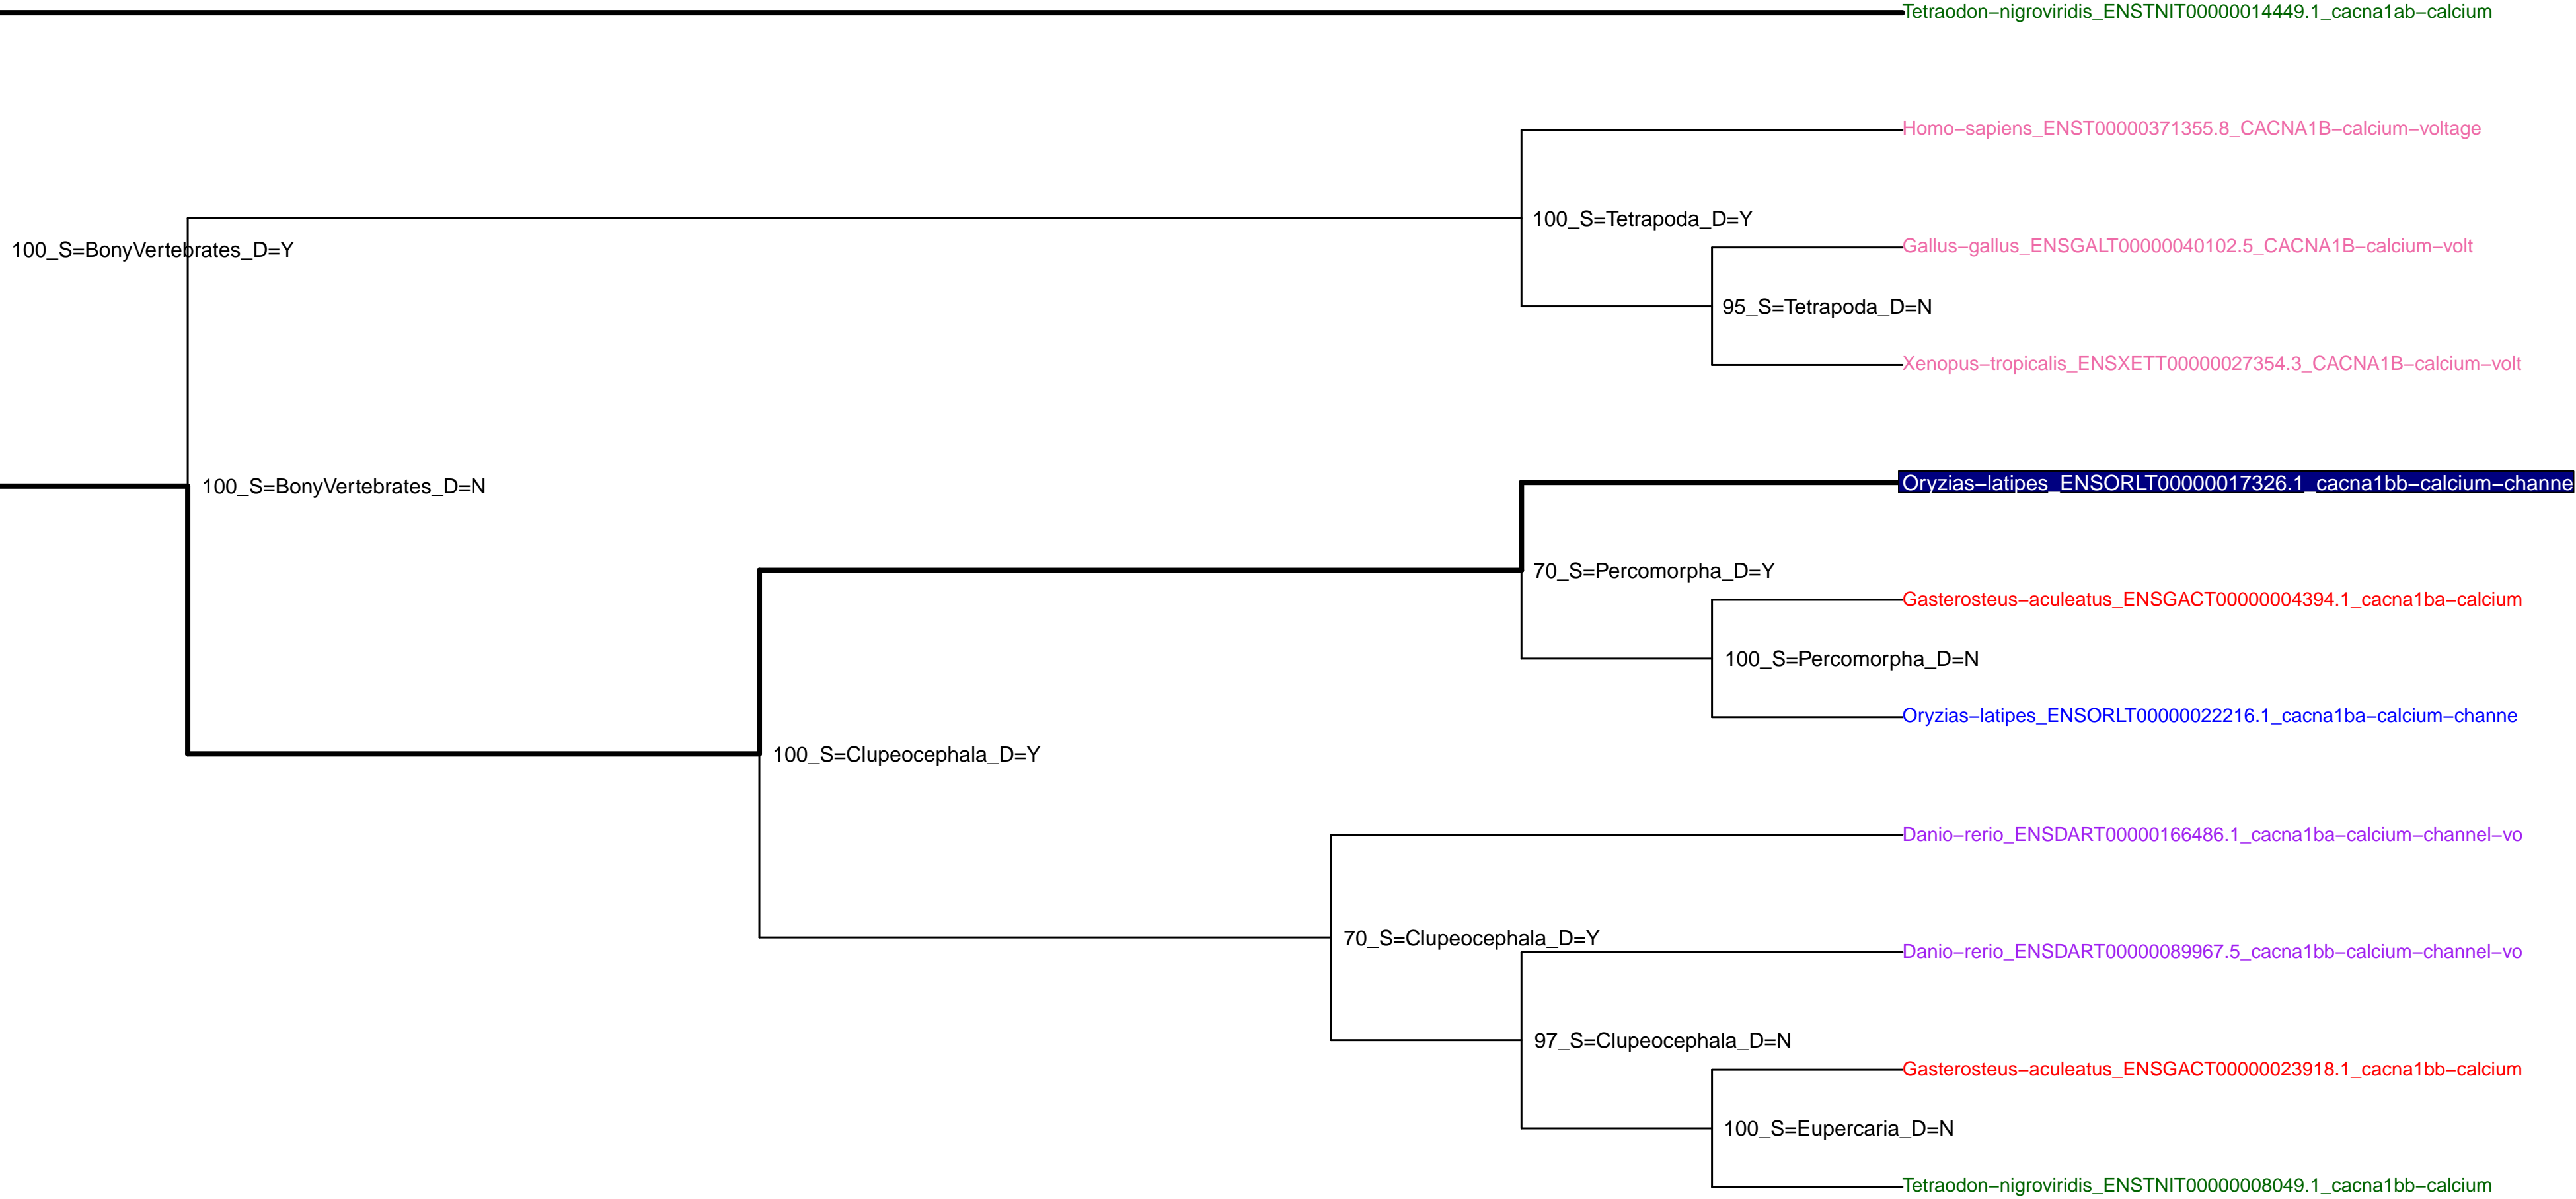 Tetraodon−nigroviridis_ENSTNIT00000014449.1_cacna1ab−calcium
Homo−sapiens_ENST00000371355.8_CACNA1B−calcium−voltage
100_S=Tetrapoda_D=Y
100_S=BonyVertebrates_D=Y
Gallus−gallus_ENSGALT00000040102.5_CACNA1B−calcium−volt
95_S=Tetrapoda_D=N
Xenopus−tropicalis_ENSXETT00000027354.3_CACNA1B−calcium−volt
100_S=BonyVertebrates_D=N
Oryzias−latipes_ENSORLT00000017326.1_cacna1bb−calcium−channe
70_S=Percomorpha_D=Y
Gasterosteus−aculeatus_ENSGACT00000004394.1_cacna1ba−calcium
100_S=Percomorpha_D=N
Oryzias−latipes_ENSORLT00000022216.1_cacna1ba−calcium−channe
100_S=Clupeocephala_D=Y
Danio−rerio_ENSDART00000166486.1_cacna1ba−calcium−channel−vo
70_S=Clupeocephala_D=Y
Danio−rerio_ENSDART00000089967.5_cacna1bb−calcium−channel−vo
97_S=Clupeocephala_D=N
Gasterosteus−aculeatus_ENSGACT00000023918.1_cacna1bb−calcium
100_S=Eupercaria_D=N
Tetraodon−nigroviridis_ENSTNIT00000008049.1_cacna1bb−calcium